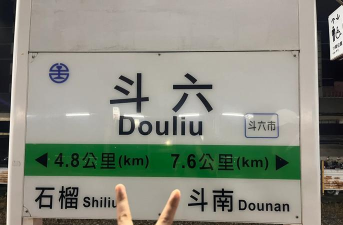 斗六
Douliu
斗六市
4.8公里(km) 7.6公里(km)
石榴 Shiliu 斗南 Dounan